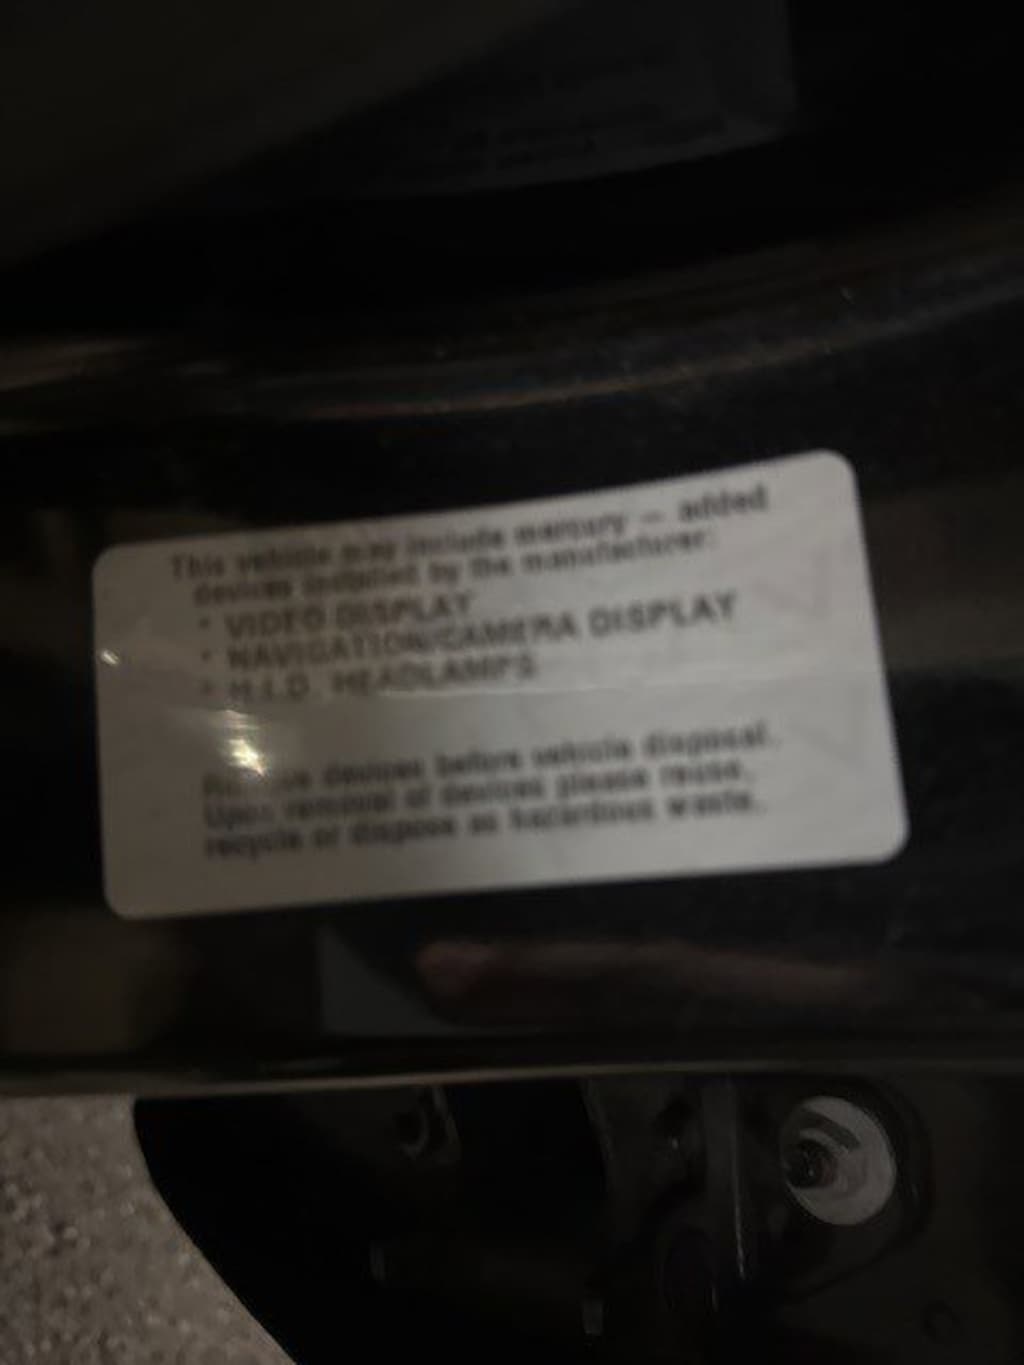 This vehicle may include mercury – added
devices installed by the manufacturer:
• VIDEO DISPLAY
• NAVIGATION/CAMERA DISPLAY
• H.I.D. HEADLAMPS
Remove devices before vehicle disposal.
Upon removal of devices please reuse,
recycle or dispose as hazardous waste.